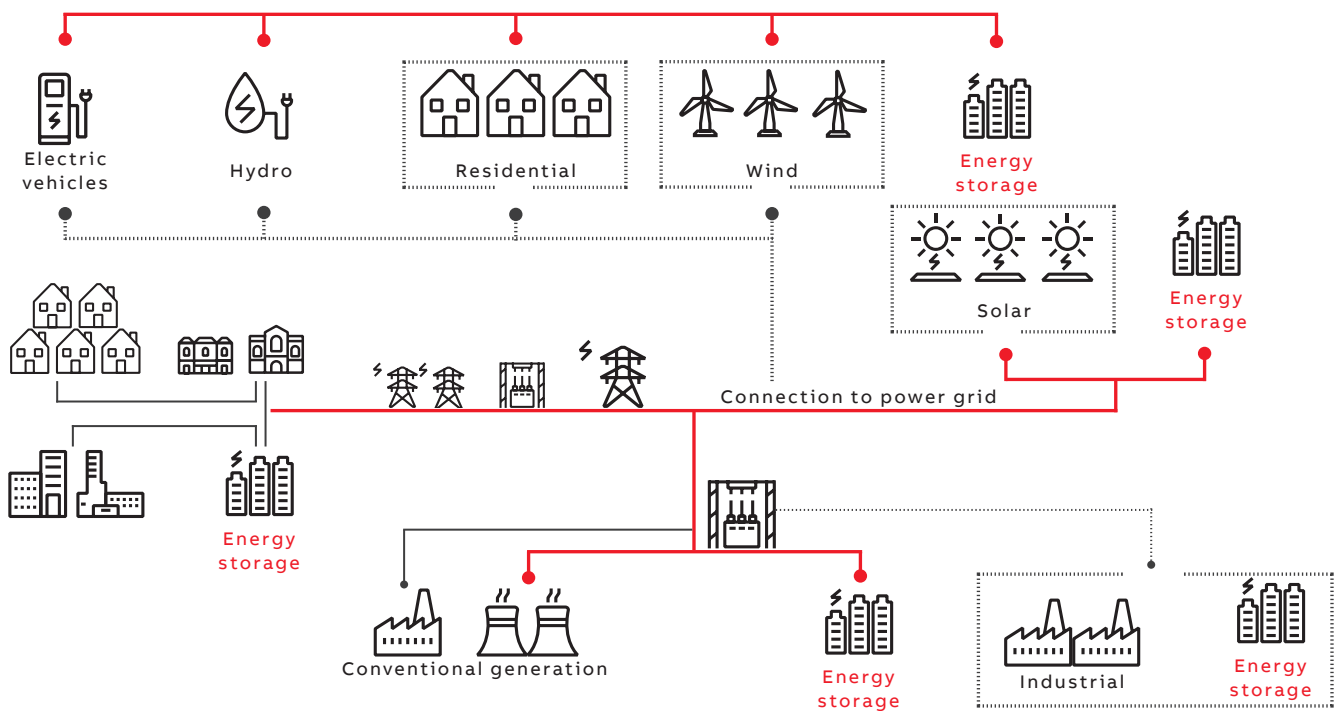 Electric
vehicles
Hydro
Residential
Wind
Energy
storage
Solar
Energy
storage
Connection to power grid
Energy
storage
Conventional generation
Energy
storage
Industrial
Energy
storage